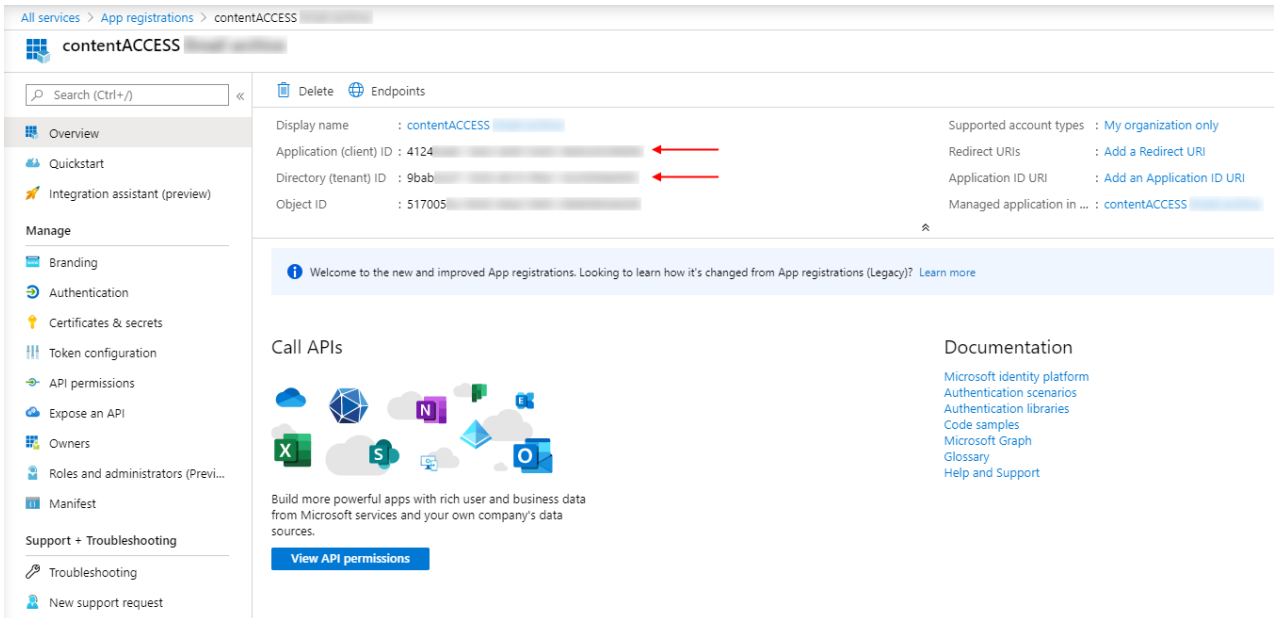 All services > App registrations > contentACCESS
contentACCESS
Search (Ctrl+/)
«
Overview
Quickstart
Integration assistant (preview)
Manage
Branding
Authentication
Certificates & secrets
Token configuration
API permissions
Expose an API
Owners
Roles and administrators (Previ...
Manifest
Support + Troubleshooting
Troubleshooting
New support request
Delete
Endpoints
Display name : contentACCESS
Application (client) ID : 4124
Directory (tenant) ID : 9bab
Object ID : 517005
Supported account types : My organization only
Redirect URIs : Add a Redirect URI
Application ID URI : Add an Application ID URI
Managed application in ... : contentACCESS
Welcome to the new and improved App registrations. Looking to learn how it's changed from App registrations (Legacy)? Learn more
Call APIs
N
E
X
S
O
Build more powerful apps with rich user and business data
from Microsoft services and your own company's data
sources.
View API permissions
Documentation
Microsoft identity platform
Authentication scenarios
Authentication libraries
Code samples
Microsoft Graph
Glossary
Help and Support